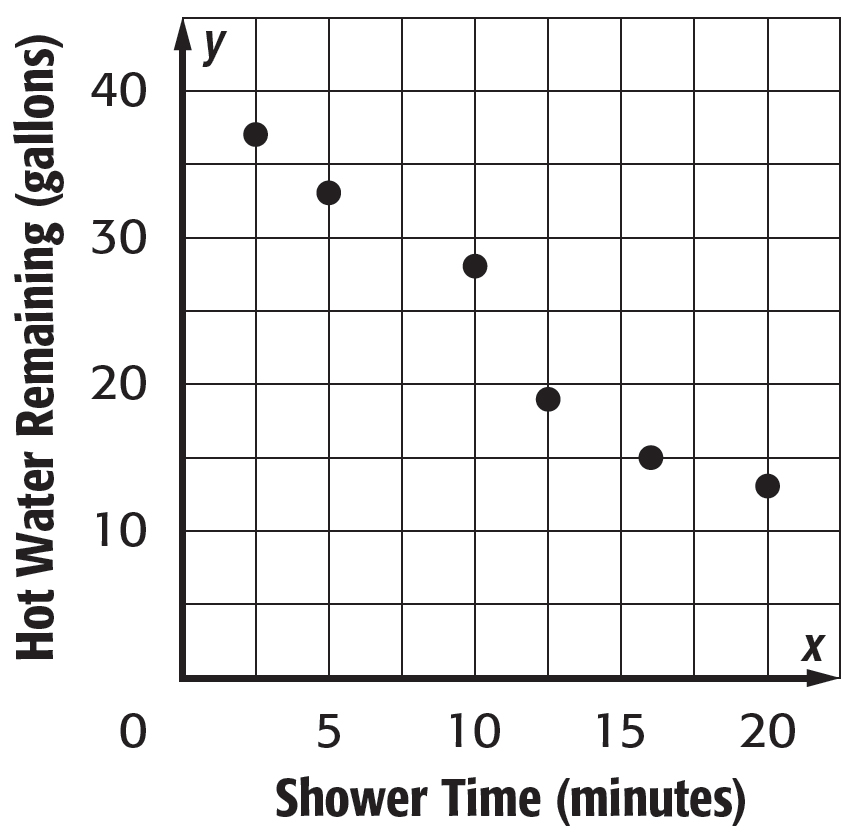 Hot Water Remaining (gallons)
y
40
30
20
10
x
0 5 10 15 20
Shower Time (minutes)